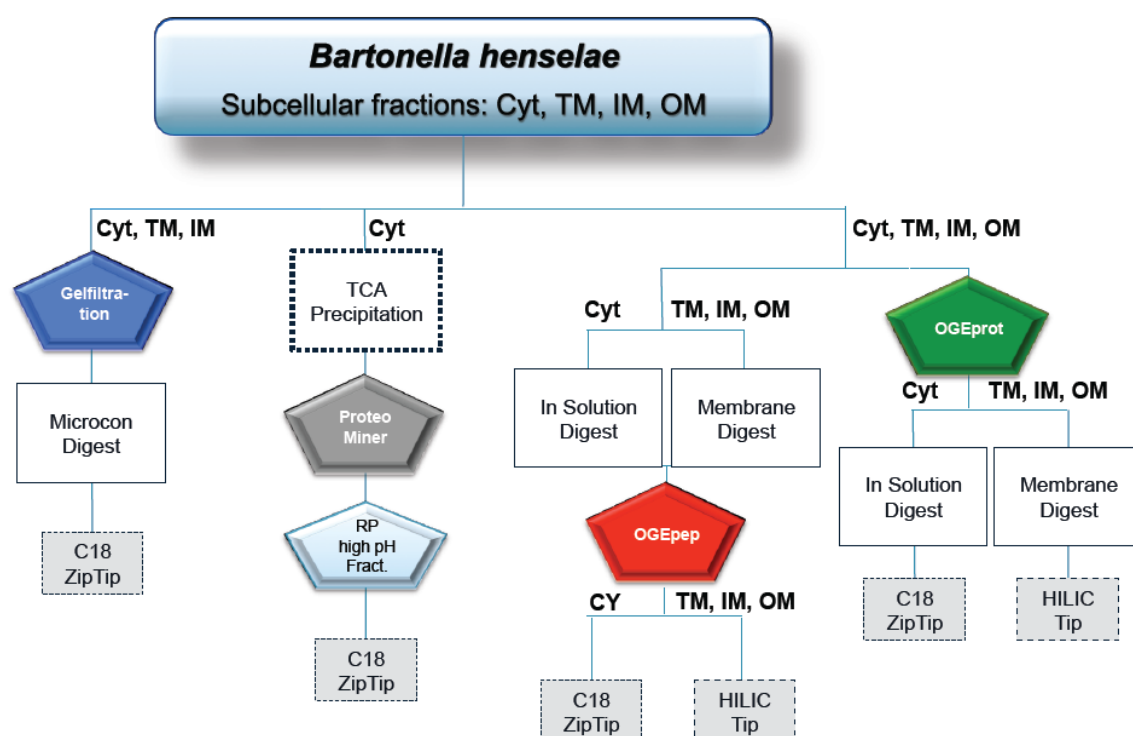 Bartonella henselae
Subcellular fractions: Cyt, TM, IM, OM
Cyt, TM, IM
Cyt
Cyt, TM, IM, OM
Gelfiltra-
tion
TCA
Precipitation
Cyt
TM, IM, OM
OGEprot
Microcon
Digest
Proteo
Miner
In Solution
Digest
Membrane
Digest
Cyt
TM, IM, OM
In Solution
Digest
Membrane
Digest
C18
ZipTip
RP
high pH
Fract.
OGEpep
CY
TM, IM, OM
C18
ZipTip
HILIC
Tip
C18
ZipTip
C18
ZipTip
HILIC
Tip